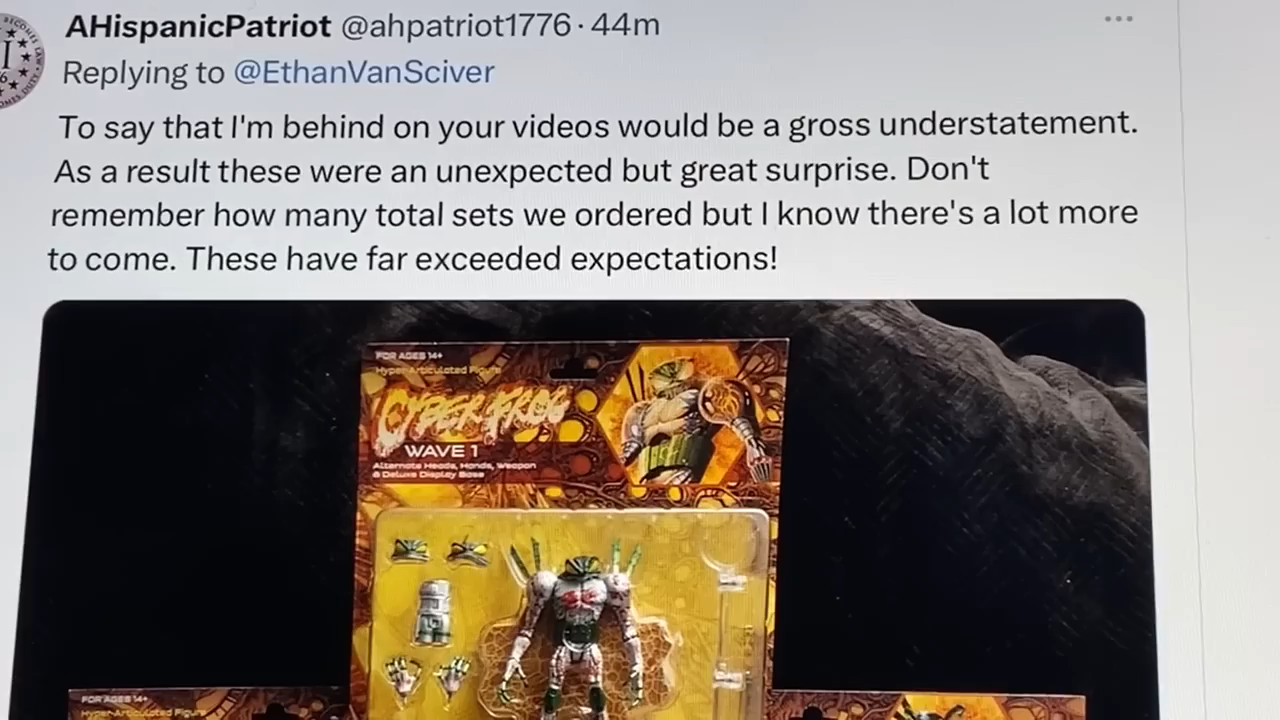 AHispanicPatriot @ahpatriot1776 · 44m
Replying to @EthanVanSciver
To say that I'm behind on your videos would be a gross understatement.
As a result these were an unexpected but great surprise. Don't
remember how many total sets we ordered but I know there's a lot more
to come. These have far exceeded expectations!
FOR AGES 14+
Hyper-Articulated Figure
CYBERFROG
WAVE 1
Alternate Heads, Hands, Weapon
& Deluxe Display Base
FOR AGES 14+
Hyper-Articulated Figure